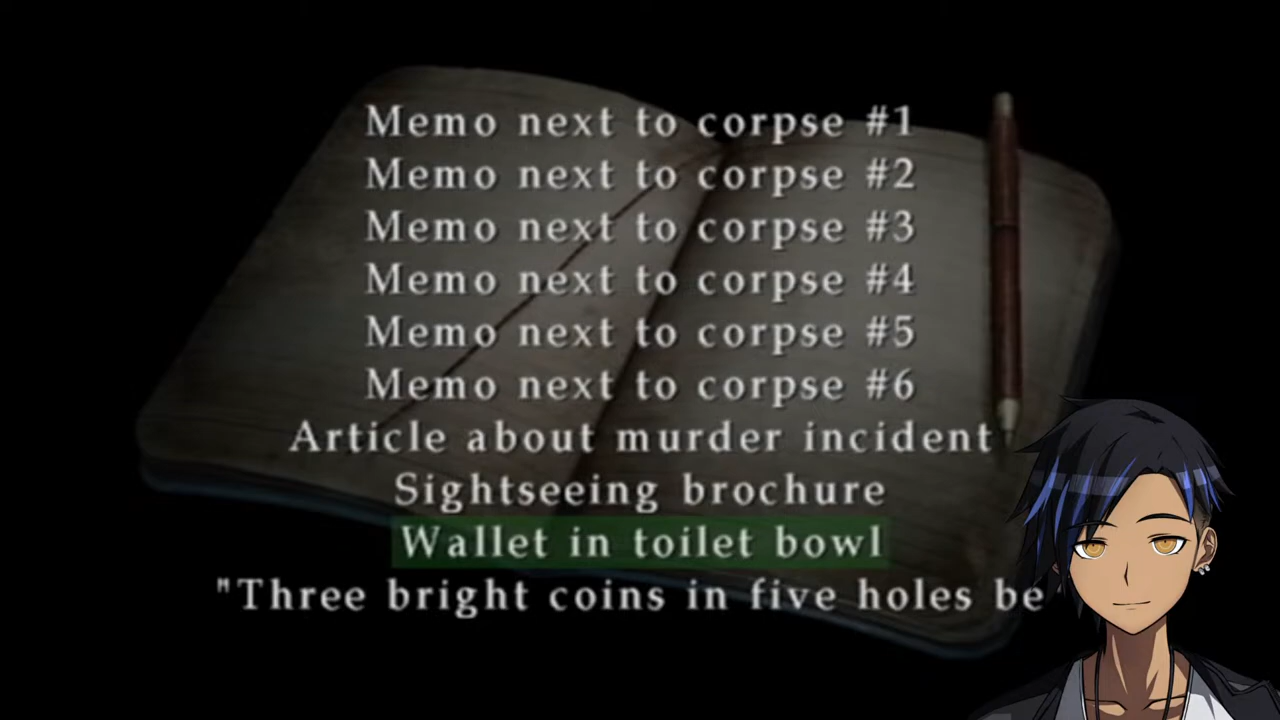 Memo next to corpse #1
Memo next to corpse #2
Memo next to corpse #3
Memo next to corpse #4
Memo next to corpse #5
Memo next to corpse #6
Article about murder incident
Sightseeing brochure
Wallet in toilet bowl
"Three bright coins in five holes be